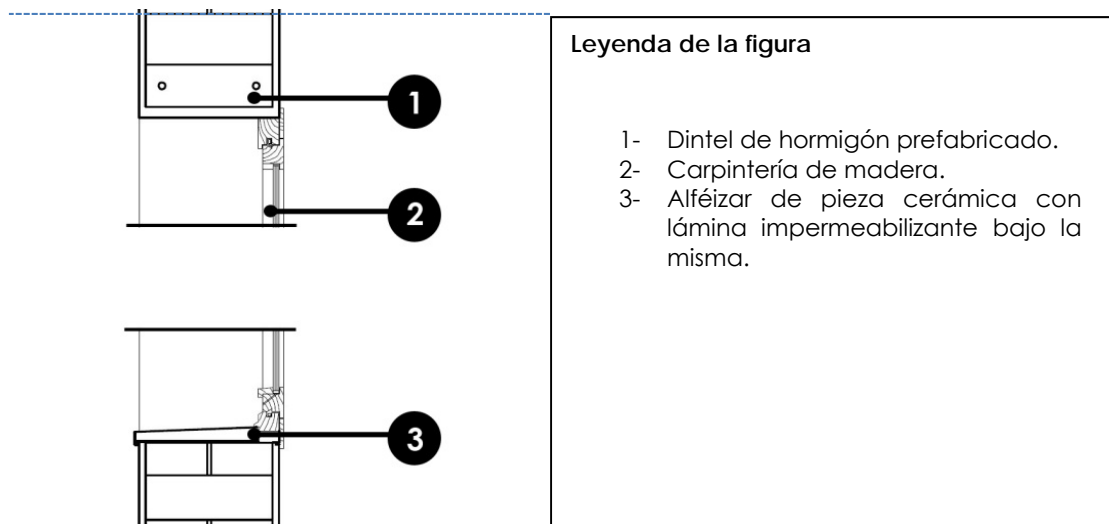 Leyenda de la figura
1
2
3
1- Dintel de hormigón prefabricado.
2- Carpintería de madera.
3- Alféizar de pieza cerámica con
lámina impermeabilizante bajo la
misma.